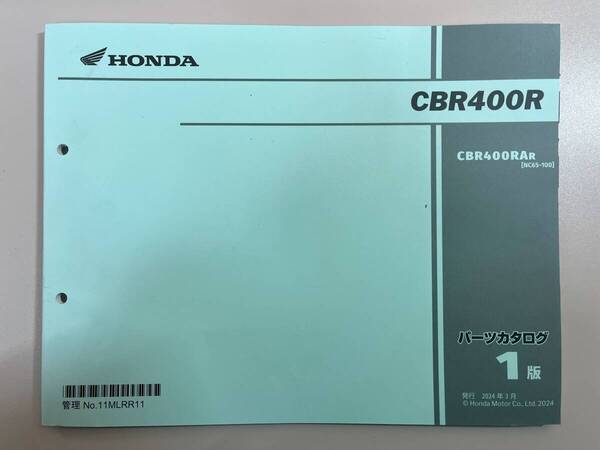 HONDA
CBR400R
CBR400RAR
[NC65-100]
パーツカタログ
1版
発行 2024年3月
© Honda Motor Co., Ltd. 2024
管理 No.11MLRR11